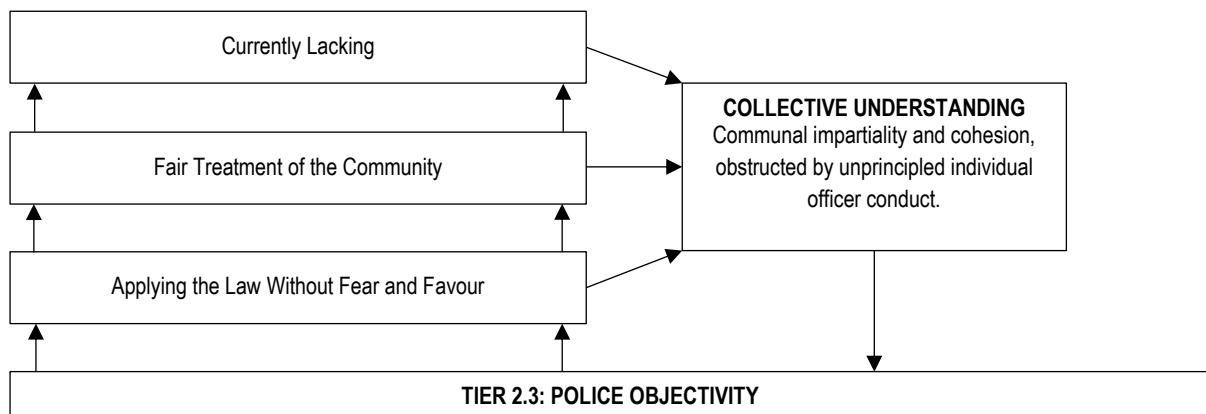 Currently Lacking
COLLECTIVE UNDERSTANDING
Communal impartiality and cohesion,
obstructed by unprincipled individual
officer conduct.
Fair Treatment of the Community
Applying the Law Without Fear and Favour
TIER 2.3: POLICE OBJECTIVITY